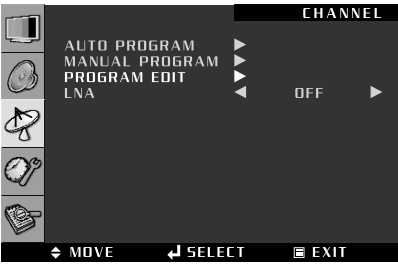 CHANNEL
AUTO PROGRAM
MANUAL PROGRAM
PROGRAM EDIT
LNA OFF
MOVE SELECT EXIT